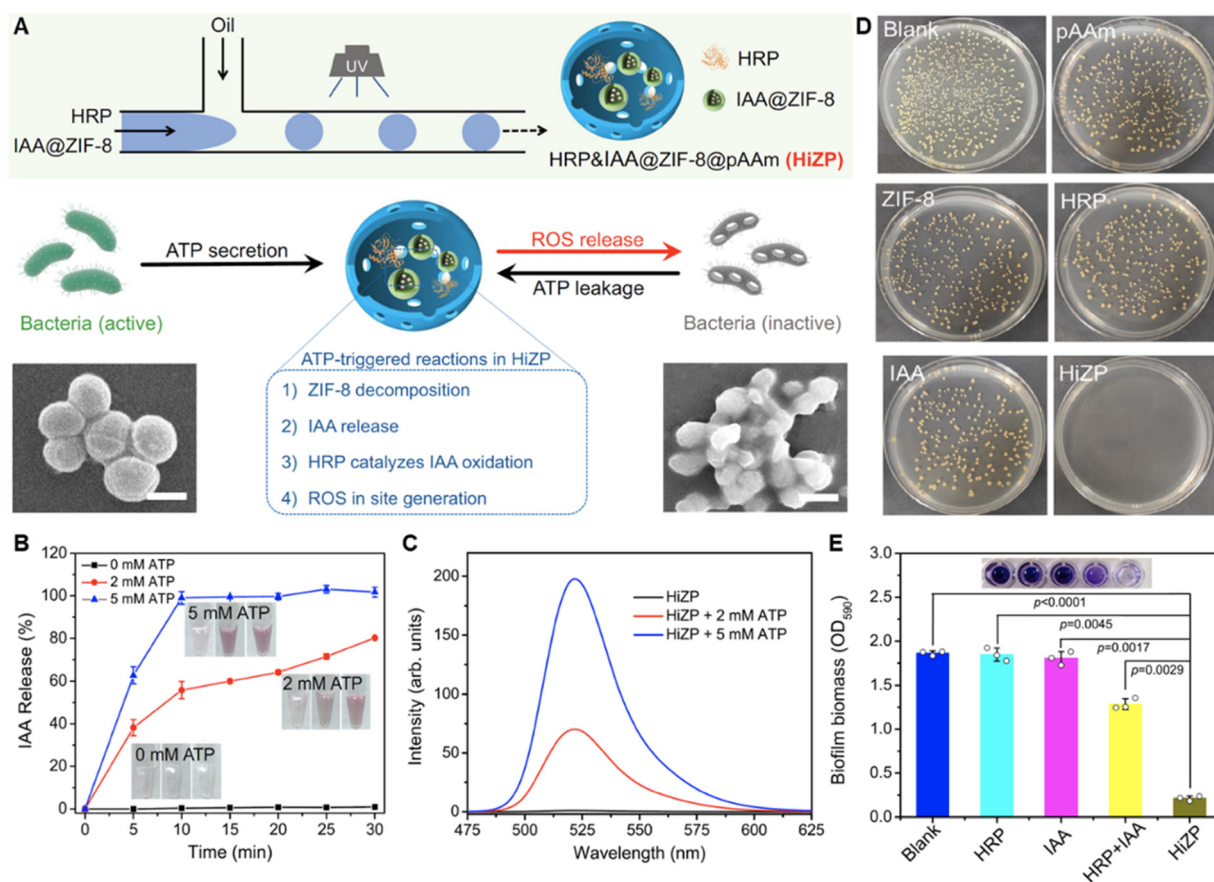 A
Oil
UV
HRP
IAA@ZIF-8
HRP
IAA@ZIF-8
HRP&IAA@ZIF-8@pAAm (HiZP)
ATP secretion
ROS release
ATP leakage
Bacteria (active)
Bacteria (inactive)
ATP-triggered reactions in HiZP
1) ZIF-8 decomposition
2) IAA release
3) HRP catalyzes IAA oxidation
4) ROS in site generation
D
Blank
pAAm
ZIF-8
HRP
IAA
HiZP
B
IAA Release (%)
120
100
80
60
40
20
0
0 mM ATP
2 mM ATP
5 mM ATP
5 mM ATP
2 mM ATP
0 mM ATP
0 5 10 15 20 25 30
Time (min)
C
Intensity (arb. units)
200
150
100
50
0
HiZP
HiZP + 2 mM ATP
HiZP + 5 mM ATP
475 500 525 550 575 600 625
Wavelength (nm)
E
Biofilm biomass (OD590)
3.0
2.5
2.0
1.5
1.0
0.5
0.0
p<0.0001
p=0.0045
p=0.0017
p=0.0029
Blank HRP IAA HRP+IAA HiZP